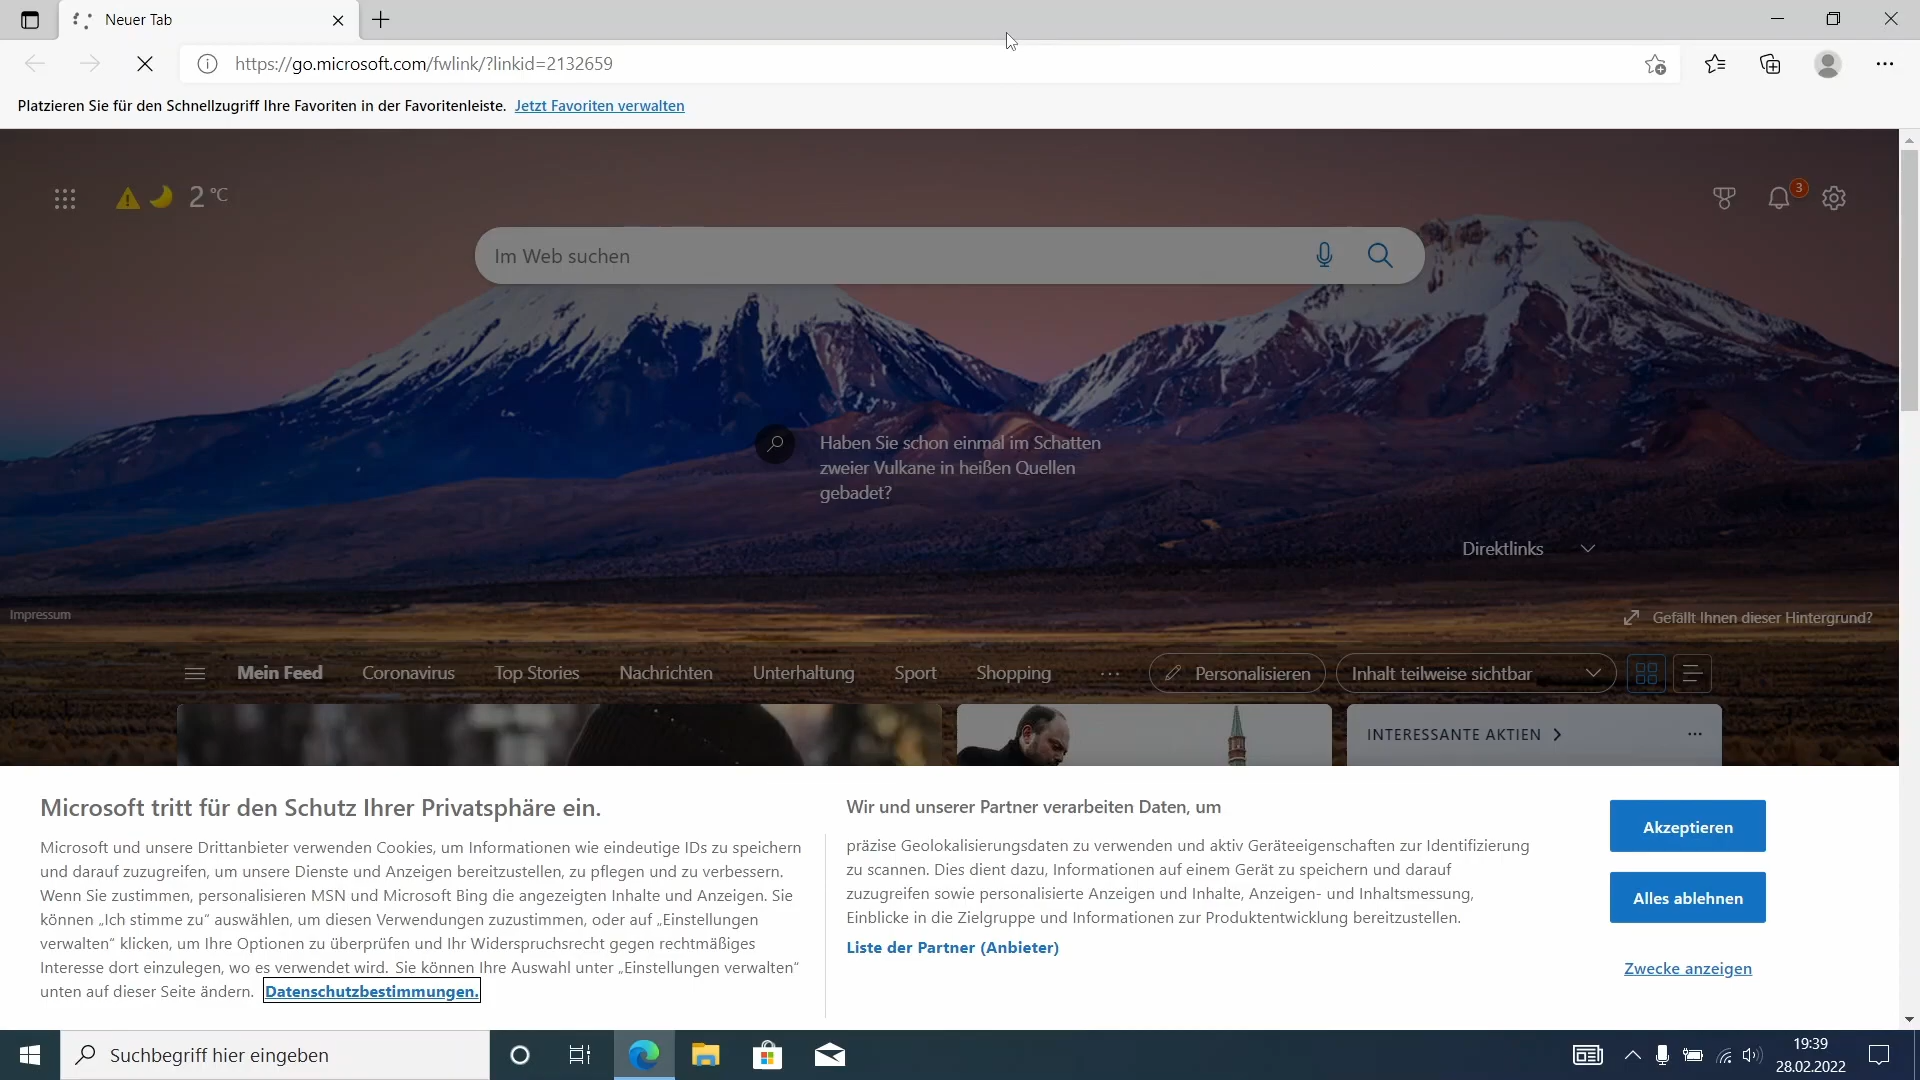 Neuer Tab
https://go.microsoft.com/fwlink/?linkid=2132659
Platzieren Sie für den Schnellzugriff Ihre Favoriten in der Favoritenleiste. Jetzt Favoriten verwalten
2 °C
3
Im Web suchen
Haben Sie schon einmal im Schatten
zweier Vulkane in heißen Quellen
gebadet?
Direktlinks
Impressum
Gefällt Ihnen dieser Hintergrund?
Mein Feed Coronavirus Top Stories Nachrichten Unterhaltung Sport Shopping ... Personalisieren Inhalt teilweise sichtbar
INTERESSANTE AKTIEN
Microsoft tritt für den Schutz Ihrer Privatsphäre ein.
Microsoft und unsere Drittanbieter verwenden Cookies, um Informationen wie eindeutige IDs zu speichern
und darauf zuzugreifen, um unsere Dienste und Anzeigen bereitzustellen, zu pflegen und zu verbessern.
Wenn Sie zustimmen, personalisieren MSN und Microsoft Bing die angezeigten Inhalte und Anzeigen. Sie
können „Ich stimme zu“ auswählen, um diesen Verwendungen zuzustimmen, oder auf „Einstellungen
verwalten“ klicken, um Ihre Optionen zu überprüfen und Ihr Widerspruchsrecht gegen rechtmäßiges
Interesse dort einzulegen, wo es verwendet wird. Sie können Ihre Auswahl unter „Einstellungen verwalten“
unten auf dieser Seite ändern. Datenschutzbestimmungen.
Wir und unserer Partner verarbeiten Daten, um
präzise Geolokalisierungsdaten zu verwenden und aktiv Geräteeigenschaften zur Identifizierung
zu scannen. Dies dient dazu, Informationen auf einem Gerät zu speichern und darauf
zuzugreifen sowie personalisierte Anzeigen und Inhalte, Anzeigen- und Inhaltsmessung,
Einblicke in die Zielgruppe und Informationen zur Produktentwicklung bereitzustellen.
Liste der Partner (Anbieter)
Akzeptieren
Alles ablehnen
Zwecke anzeigen
Suchbegriff hier eingeben
19:39
28.02.2022